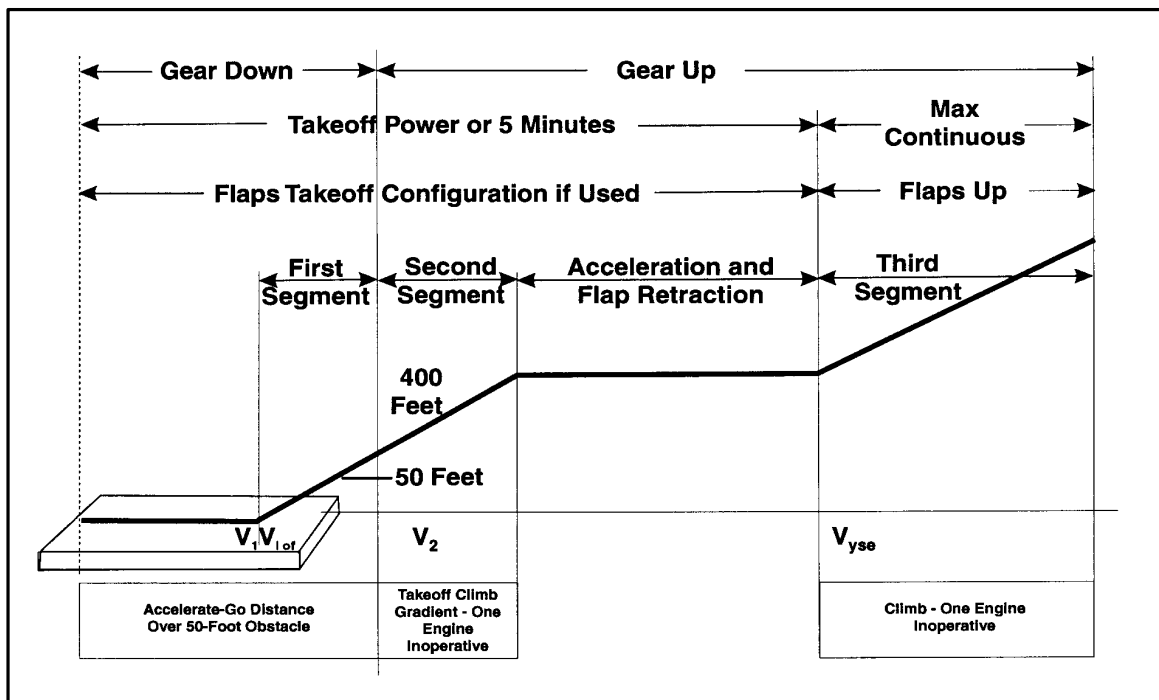 Gear Down
Gear Up
Takeoff Power or 5 Minutes
Max
Continuous
Flaps Takeoff Configuration if Used
Flaps Up
First
Segment
Second
Segment
Acceleration and
Flap Retraction
Third
Segment
400
Feet
50 Feet
V1 Vlof
V2
Vyse
Accelerate-Go Distance
Over 50-Foot Obstacle
Takeoff Climb
Gradient - One
Engine
Inoperative
Climb - One Engine
Inoperative